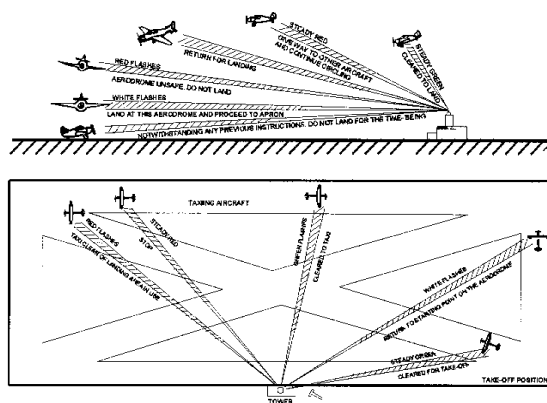 STEADY RED
GIVE WAY TO OTHER AIRCRAFT
AND CONTINUE CIRCLING
STEADY GREEN
CLEARED TO LAND
RETURN FOR LANDING
RED FLASHES
AERODROME UNSAFE, DO NOT LAND
WHITE FLASHES
LAND AT THIS AERODROME AND PROCEED TO APRON
NOTWITHSTANDING ANY PREVIOUS INSTRUCTIONS, DO NOT LAND FOR THE TIME-BEING
TAXIING AIRCRAFT
RED FLASHES
TAXI CLEAR OF LANDING AREA IN USE
STEADY RED
STOP
GREEN FLASHES
CLEARED TO TAXI
WHITE FLASHES
RETURN TO STARTING POINT ON THE AERODROME
STEADY GREEN
CLEARED FOR TAKE-OFF
TAKE-OFF POSITION
TOWER